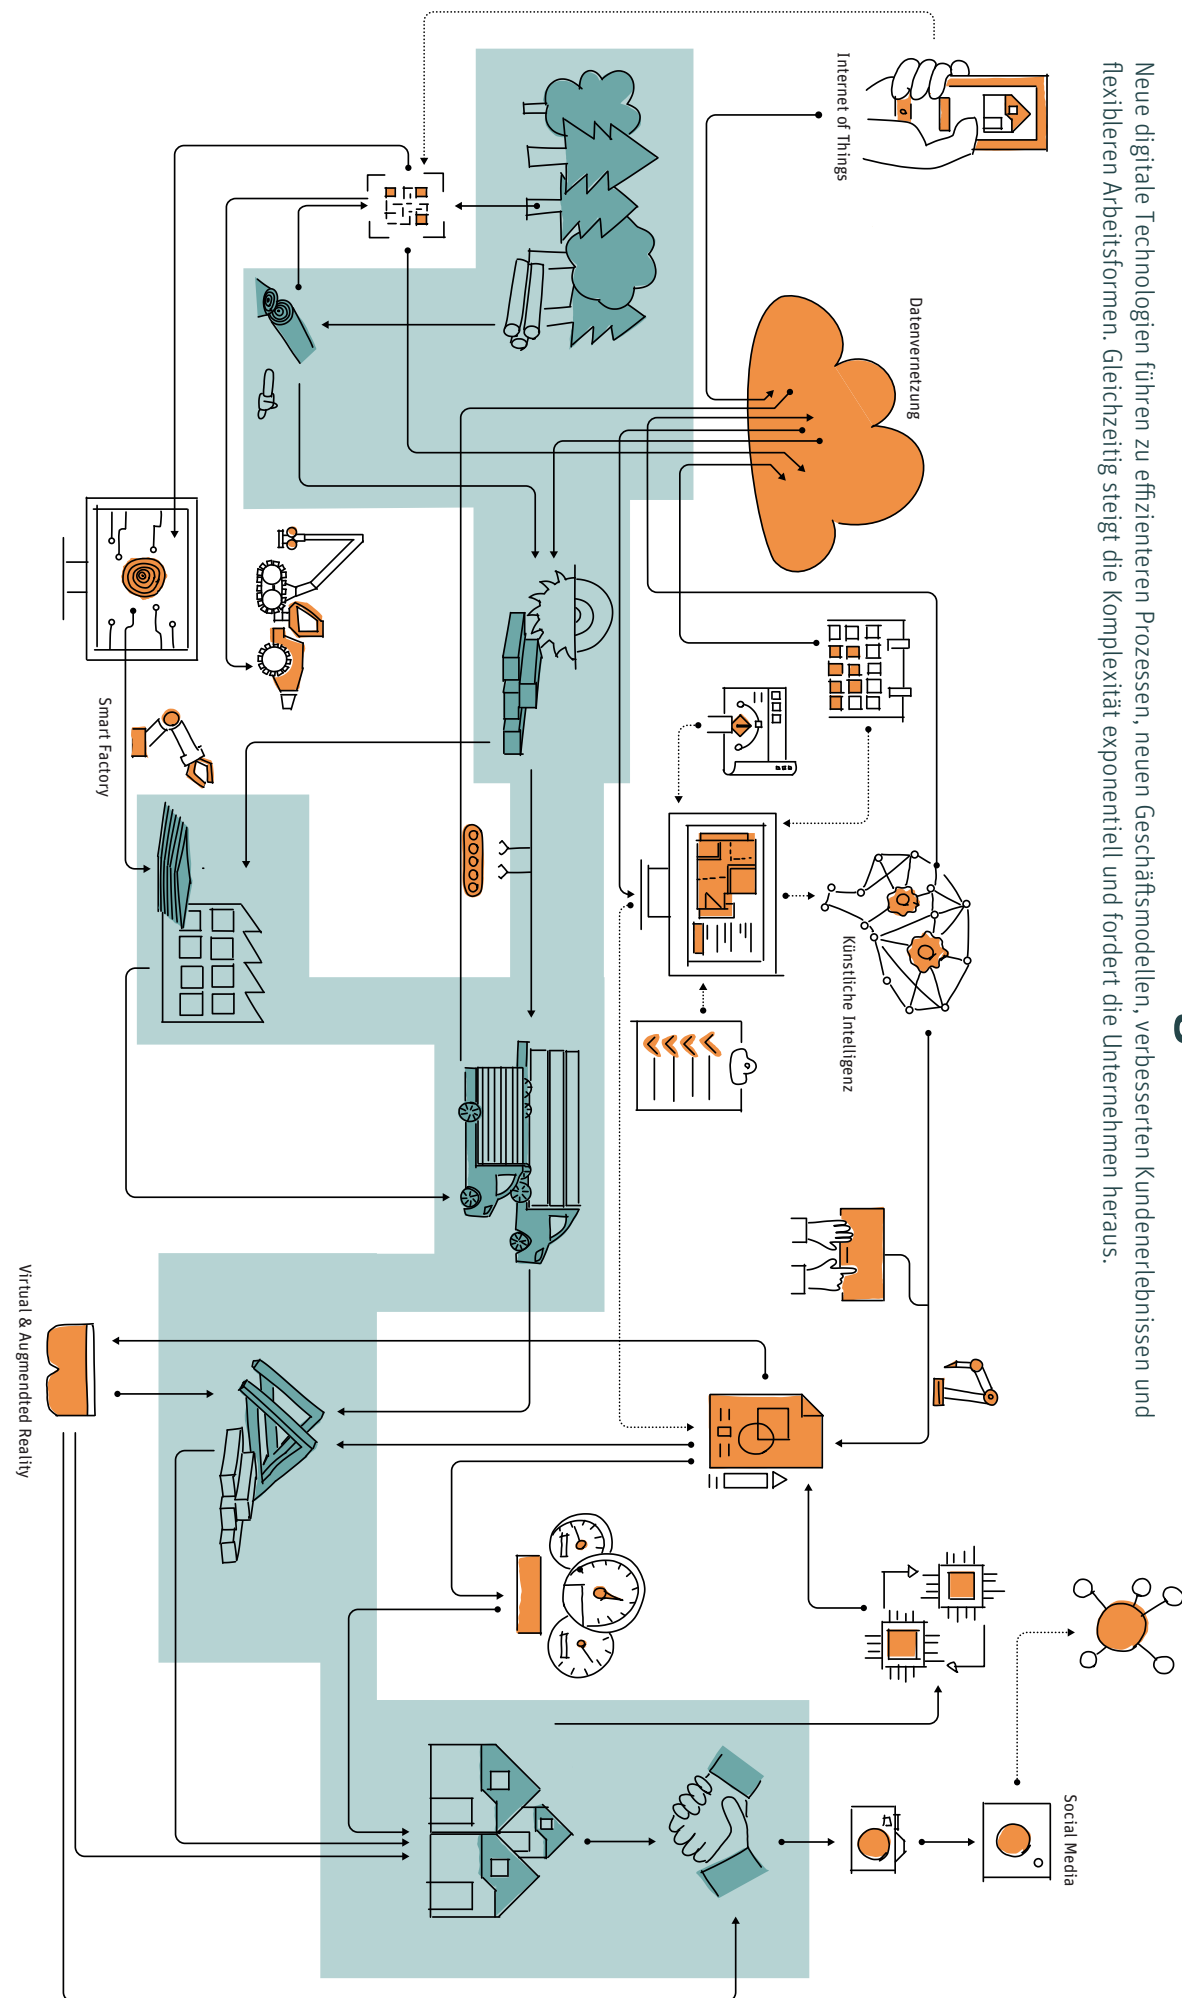 Neue digitale Technologien führen zu effizienteren Prozessen, neuen Geschäftsmodellen, verbesserten Kundenerlebnissen und
flexibleren Arbeitsformen. Gleichzeitig steigt die Komplexität exponentiell und fordert die Unternehmen heraus.
Internet of Things
Datenvernetzung
Künstliche Intelligenz
Social Media
Smart Factory
Virtual & Augmendted Reality